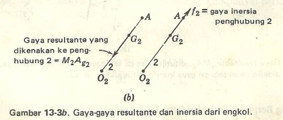 A
A
f₂ = gaya inersia
penghubung 2
Gaya resultante yang
dikenakan ke peng-
hubung 2 = M₂Ag₂
G₂
G₂
2
2
O₂
O₂
(b)
Gambar 13-3b. Gaya-gaya resultante dan inersia dari engkol.